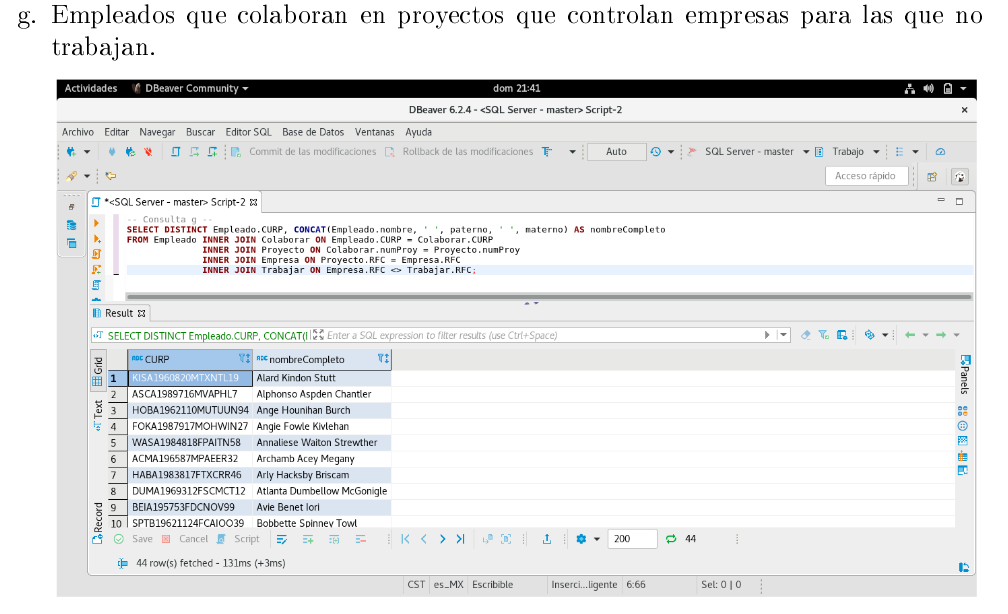 g. Empleados que colaboran en proyectos que controlan empresas para las que no
trabajan.
Actividades DBeaver Community dom 21:41
DBeaver 6.2.4 - <SQL Server - master> Script-2
Archivo Editar Navegar Buscar Editor SQL Base de Datos Ventanas Ayuda
Commit de las modificaciones Rollback de las modificaciones Auto SQL Server - master Trabajo
Acceso rápido
*<SQL Server - master> Script-2
-- Consulta g --
SELECT DISTINCT Empleado.CURP, CONCAT(Empleado.nombre, ' ', paterno, ' ', materno) AS nombreCompleto
FROM Empleado INNER JOIN Colaborar ON Empleado.CURP = Colaborar.CURP
INNER JOIN Proyecto ON Colaborar.numProy = Proyecto.numProy
INNER JOIN Empresa ON Proyecto.RFC = Empresa.RFC
INNER JOIN Trabajar ON Empresa.RFC <> Trabajar.RFC;
Result
SELECT DISTINCT Empleado.CURP, CONCAT( Enter a SQL expression to filter results (use Ctrl+Space)
Grid
Text
Record
Panels
ABC CURP ABC nombreCompleto
1 KISA1960820MTXNTL19 Alard Kindon Stutt
2 ASCA1989716MVAPHL7 Alphonso Aspden Chantler
3 HOBA1962110MUTUUN94 Ange Hounihan Burch
4 FOKA1987917MOHWIN27 Angie Fowle Kivlehan
5 WASA1984818FPAITN58 Annaliese Waiton Strewther
6 ACMA196587MPAEER32 Archamb Acey Megany
7 HABA1983817FTXCRR46 Arly Hacksby Briscam
8 DUMA1969312FSCMCT12 Atlanta Dumbellow McGonigle
9 BEIA195753FDCNOV99 Avie Benet Iori
10 SPTB19621124FCAIOO39 Bobbette Spinney Towl
Save Cancel Script 200 44
44 row(s) fetched - 131ms (+3ms)
CST es_MX Escribible Inserci...ligente 6:66 Sel: 0 | 0